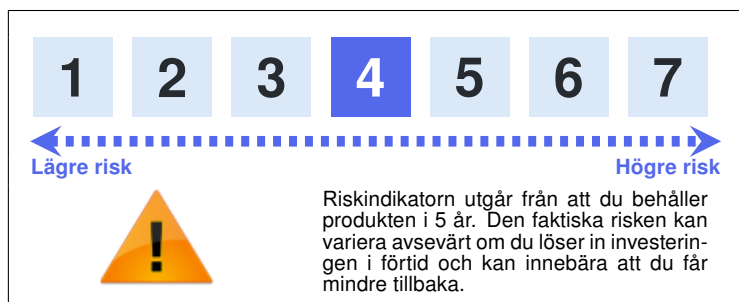 1 2 3 4 5 6 7
Lägre risk Högre risk
Riskindikatorn utgår från att du behåller
produkten i 5 år. Den faktiska risken kan
variera avsevärt om du löser in investerin-
gen i förtid och kan innebära att du får
mindre tillbaka.